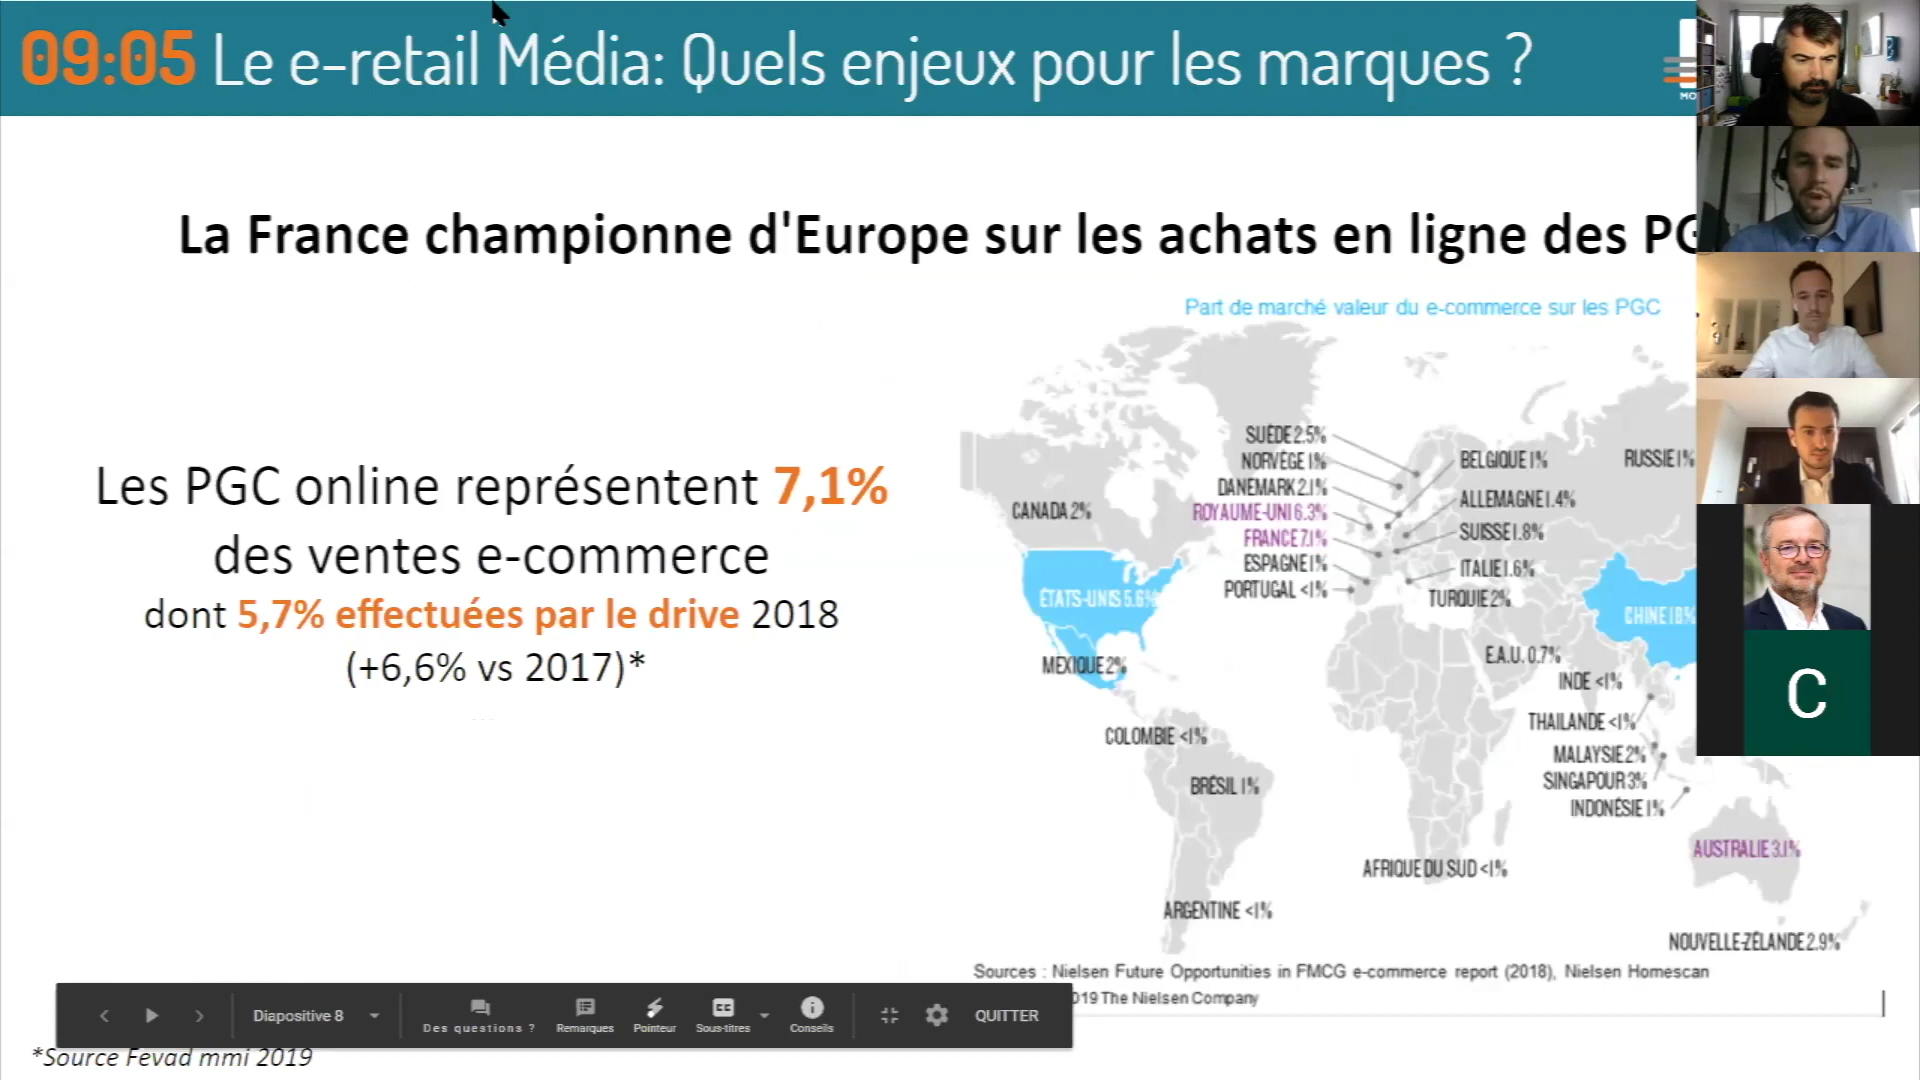 09:05 Le e-retail Média: Quels enjeux pour les marques ?
MO
La France championne d'Europe sur les achats en ligne des PG
Part de marché valeur du e-commerce sur les PGC
Les PGC online représentent 7,1%
des ventes e-commerce
dont 5,7% effectuées par le drive 2018
(+6,6% vs 2017)*
SUÈDE 2.5%
NORVÈGE 1%
DANEMARK 2.1%
ROYAUME-UNI 6.3%
FRANCE 7.1%
ESPAGNE 1%
PORTUGAL <1%
BELGIQUE 1%
ALLEMAGNE 1.4%
SUISSE 1.8%
ITALIE 1.6%
TURQUIE 2%
RUSSIE 1%
CANADA 2%
ÉTATS-UNIS 5.6%
MEXIQUE 2%
CHINE 18%
E.A.U. 0.7%
INDE <1%
THAILANDE <1%
MALAYSIE 2%
SINGAPOUR 3%
INDONÉSIE 1%
COLOMBIE <1%
BRÉSIL 1%
AFRIQUE DU SUD <1%
ARGENTINE <1%
AUSTRALIE 3.1%
NOUVELLE-ZÉLANDE 2.9%
C
Sources : Nielsen Future Opportunities in FMCG e-commerce report (2018), Nielsen Homescan
019 The Nielsen Company
Diapositive 8
Des questions ?
Remarques
Pointeur
CC
Sous-titres
Conseils
QUITTER
*Source Fevad mmi 2019